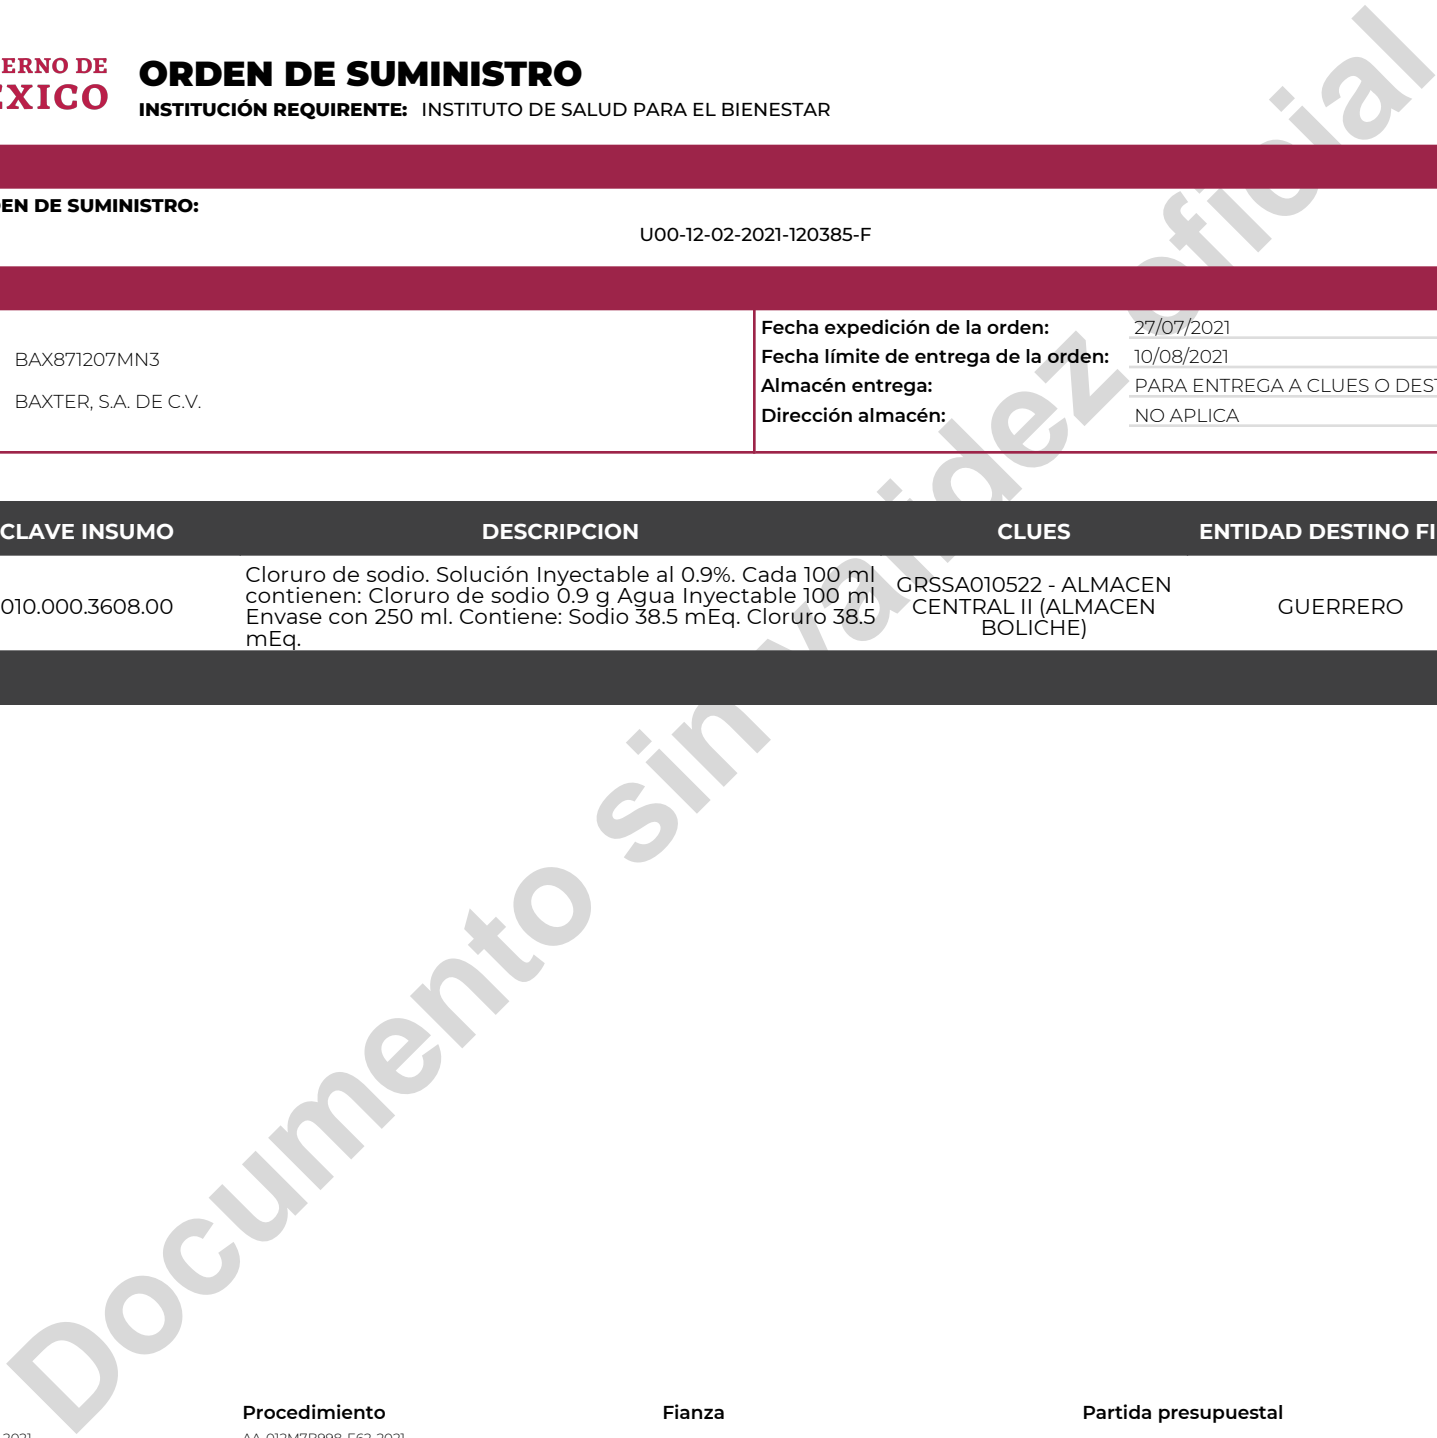 ERNO DE
ÉXICO
ORDEN DE SUMINISTRO
INSTITUCIÓN REQUIRENTE: INSTITUTO DE SALUD PARA EL BIENESTAR
EN DE SUMINISTRO:
U00-12-02-2021-120385-F
BAX871207MN3
BAXTER, S.A. DE C.V.
Fecha expedición de la orden: 27/07/2021
Fecha límite de entrega de la orden: 10/08/2021
Almacén entrega: PARA ENTREGA A CLUES O DEST
Dirección almacén: NO APLICA
CLAVE INSUMO DESCRIPCION CLUES ENTIDAD DESTINO FI
010.000.3608.00
Cloruro de sodio. Solución Inyectable al 0.9%. Cada 100 ml
contienen: Cloruro de sodio 0.9 g Agua Inyectable 100 ml
Envase con 250 ml. Contiene: Sodio 38.5 mEq. Cloruro 38.5
mEq.
GRSSA010522 - ALMACEN
CENTRAL II (ALMACEN
BOLICHE)
GUERRERO
Documento sin validez oficial
Procedimiento Fianza Partida presupuestal